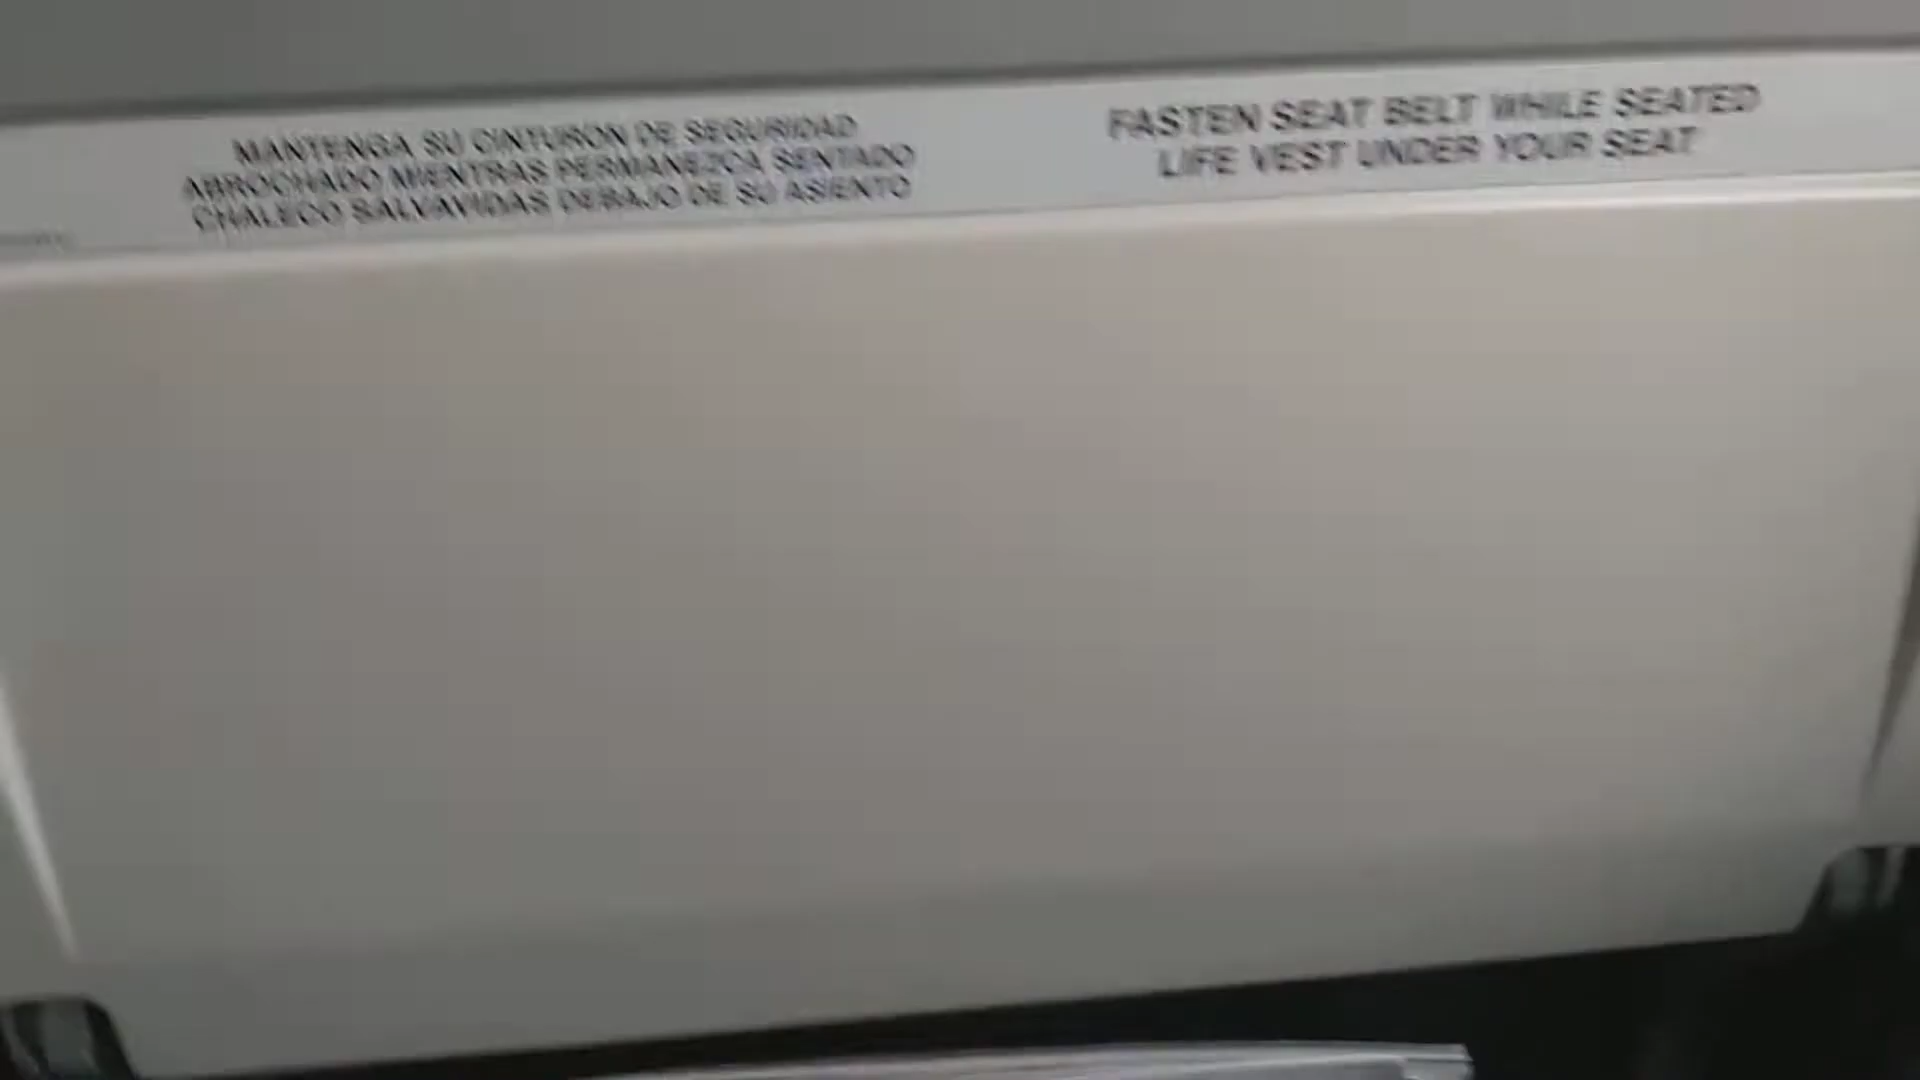 MANTENGA SU CINTURON DE SEGURIDAD
ABROCHADO MIENTRAS PERMANEZCA SENTADO
CHALECO SALVAVIDAS DEBAJO DE SU ASIENTO
FASTEN SEAT BELT WHILE SEATED
LIFE VEST UNDER YOUR SEAT